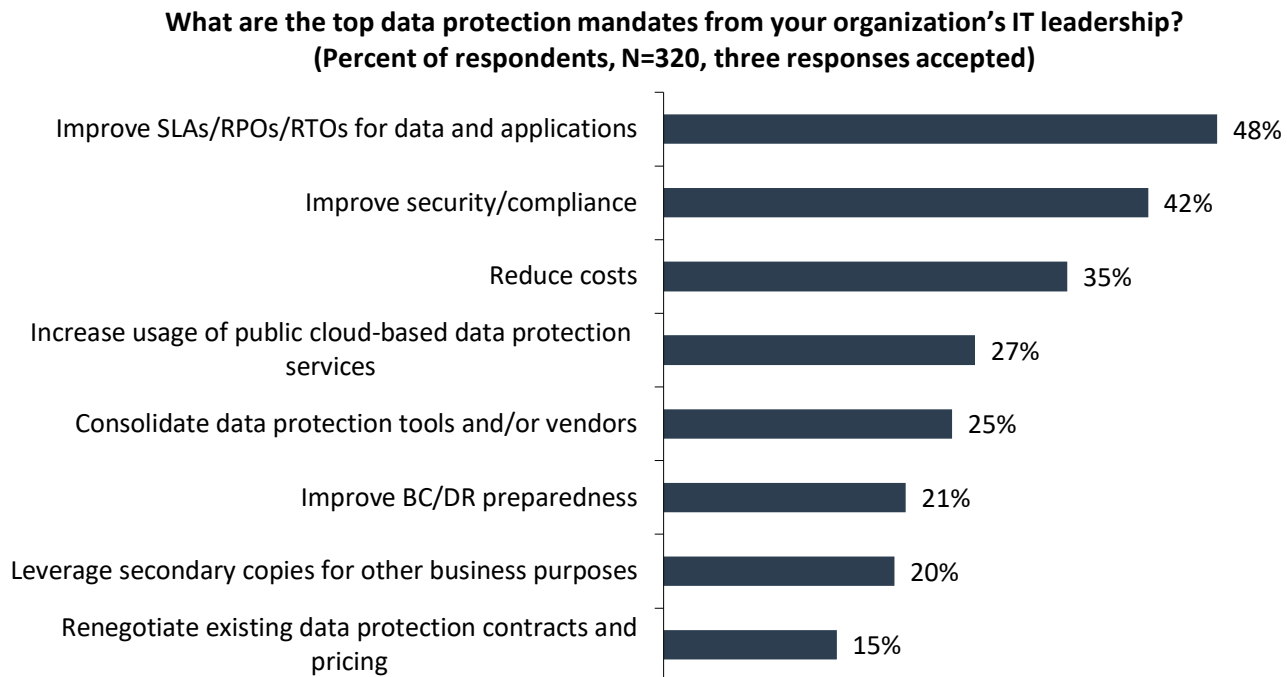 What are the top data protection mandates from your organization’s IT leadership?
(Percent of respondents, N=320, three responses accepted)
Improve SLAs/RPOs/RTOs for data and applications
48%
Improve security/compliance
42%
Reduce costs
35%
Increase usage of public cloud-based data protection
services
27%
Consolidate data protection tools and/or vendors
25%
Improve BC/DR preparedness
21%
Leverage secondary copies for other business purposes
20%
Renegotiate existing data protection contracts and
pricing
15%